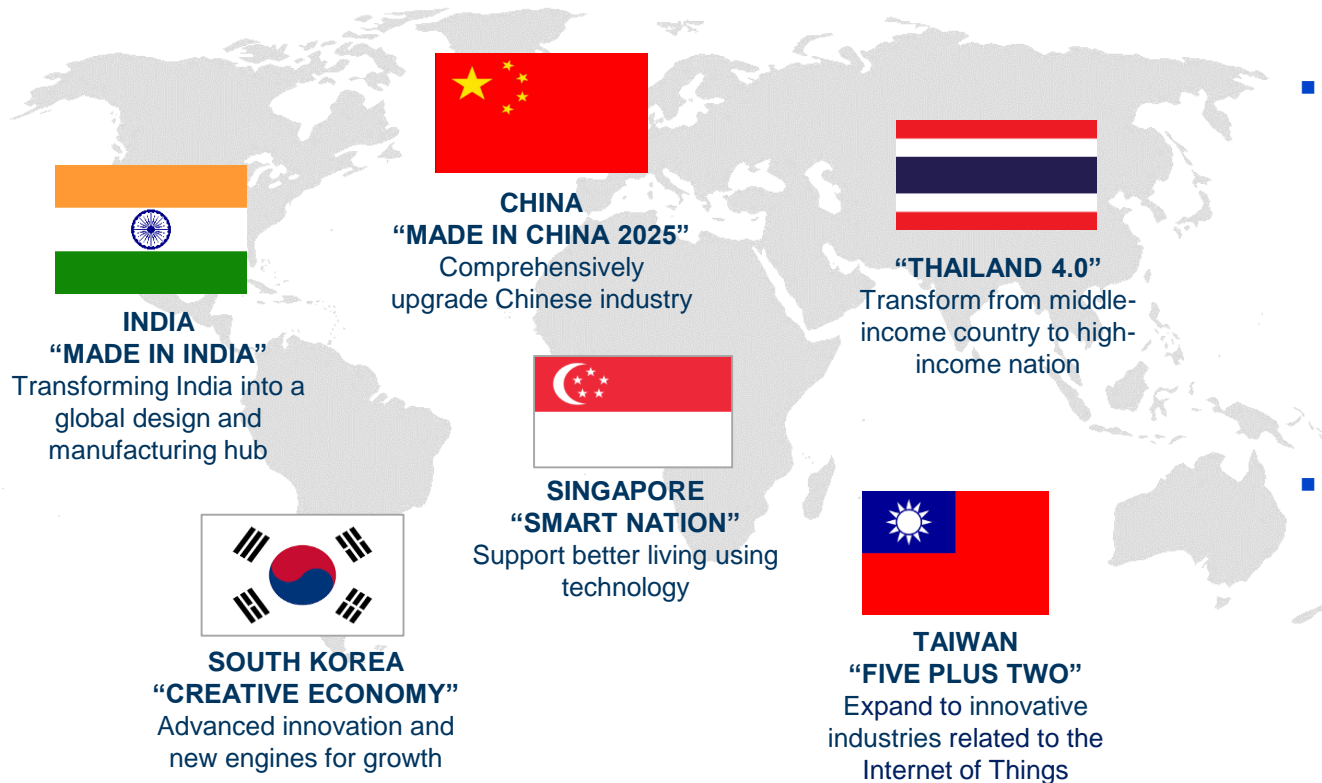 CHINA
“MADE IN CHINA 2025”
Comprehensively
upgrade Chinese industry
“THAILAND 4.0”
Transform from middle-
income country to high-
income nation
INDIA
“MADE IN INDIA”
Transforming India into a
global design and
manufacturing hub
SINGAPORE
“SMART NATION”
Support better living using
technology
SOUTH KOREA
“CREATIVE ECONOMY”
Advanced innovation and
new engines for growth
TAIWAN
“FIVE PLUS TWO”
Expand to innovative
industries related to the
Internet of Things